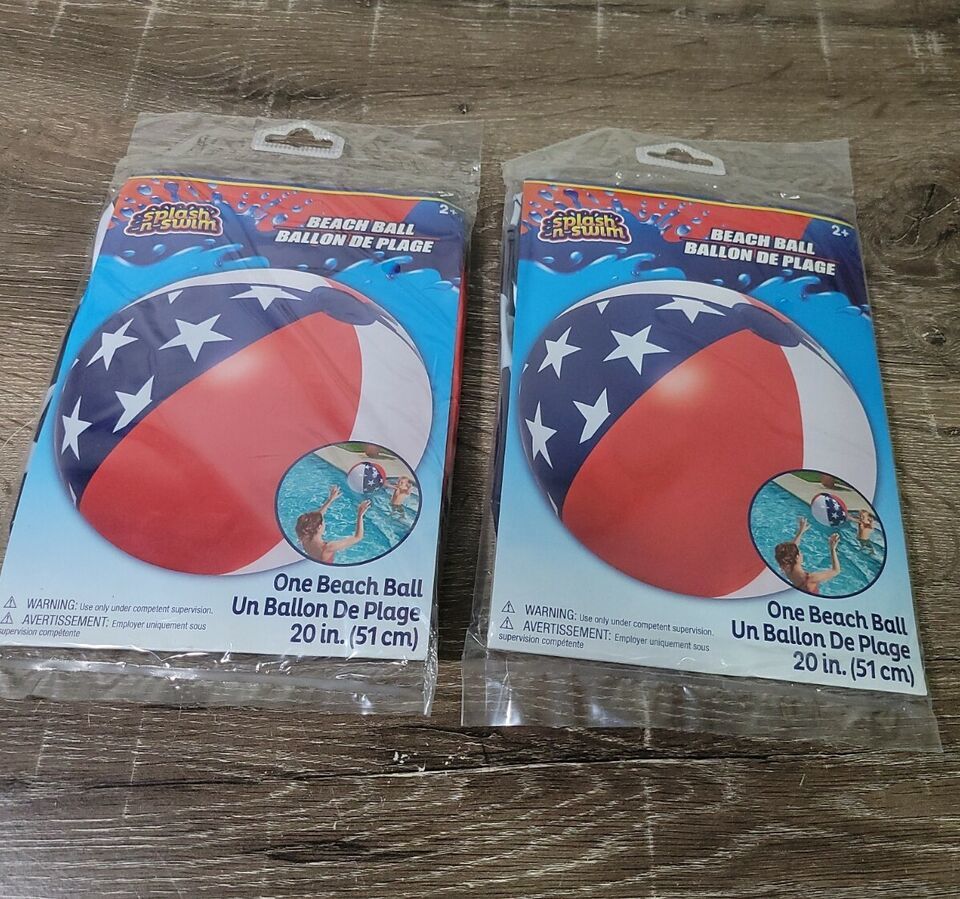 splash
n swim
BEACH BALL
BALLON DE PLAGE
2+
One Beach Ball
Un Ballon De Plage
20 in. (51 cm)
WARNING: Use only under competent supervision.
AVERTISSEMENT: Employer uniquement sous
supervision compétente
splash
n swim
BEACH BALL
BALLON DE PLAGE
2+
One Beach Ball
Un Ballon De Plage
20 in. (51 cm)
WARNING: Use only under competent supervision.
AVERTISSEMENT: Employer uniquement sous
supervision compétente